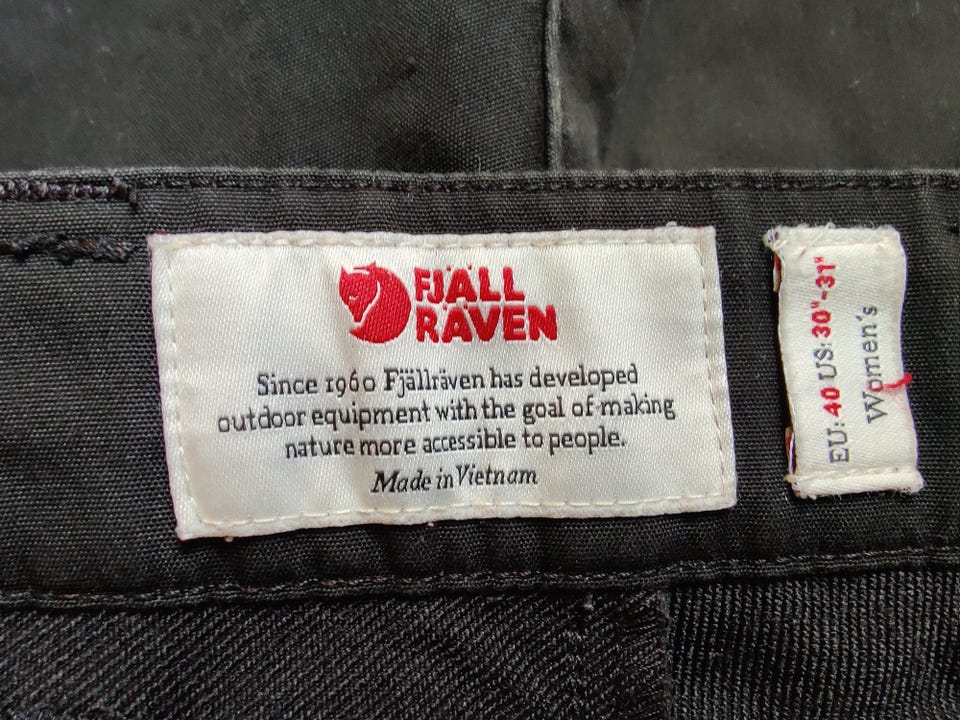 FJÄLL
RÄVEN
Since 1960 Fjällräven has developed
outdoor equipment with the goal of making
nature more accessible to people.
Made in Vietnam
EU: 40 US: 30"-31"
Women's